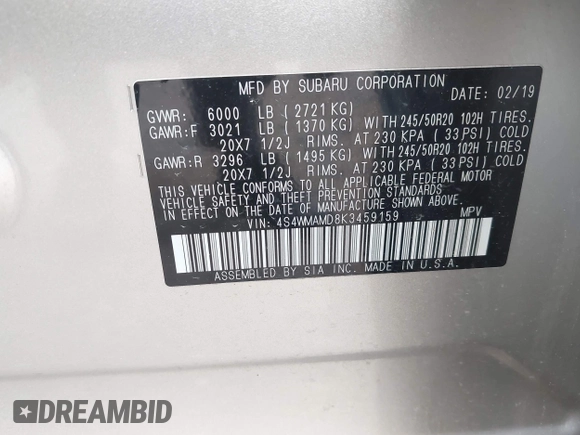 MFD BY SUBARU CORPORATION
DATE: 02/19
GVWR: 6000 LB ( 2721 KG)
GAWR:F 3021 LB ( 1370 KG) WITH 245/50R20 102H TIRES.
20X7 1/2J RIMS. AT 230 KPA ( 33 PSI) COLD
GAWR:R 3296 LB ( 1495 KG) WITH 245/50R20 102H TIRES.
20X7 1/2J RIMS. AT 230 KPA ( 33 PSI) COLD
THIS VEHICLE CONFORMS TO ALL APPLICABLE FEDERAL MOTOR
VEHICLE SAFETY AND THEFT PREVENTION STANDARDS
IN EFFECT ON THE DATE OF MANUFACTURE SHOWN ABOVE.
VIN: 4S4WMAMD8K3459159 MPV
ASSEMBLED BY SIA INC. MADE IN U.S.A.
DREAMBID